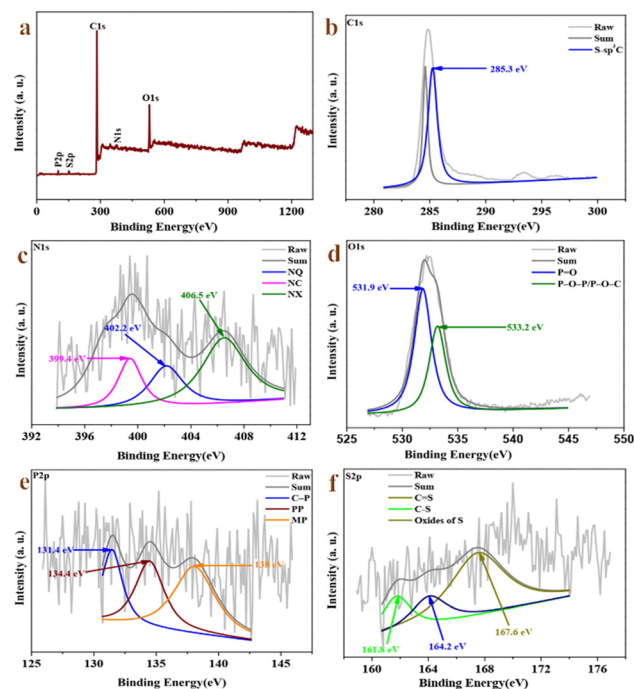 a
C1s
O1s
N1s
P2p
S2p
Intensity (a. u.)
0 300 600 900 1200
Binding Energy(eV)
b
C1s
Raw
Sum
S-sp³C
285.3 eV
Intensity (a. u.)
280 285 290 295 300
Binding Energy(eV)
c
N1s
Raw
Sum
NQ
NC
NX
406.5 eV
402.2 eV
399.4 eV
Intensity (a. u.)
392 396 400 404 408 412
Binding Energy(eV)
d
O1s
Raw
Sum
P=O
P–O–P/P–O–C
531.9 eV
533.2 eV
Intensity (a. u.)
525 530 535 540 545 550
Binding Energy(eV)
e
P2p
Raw
Sum
C–P
PP
MP
131.4 eV
134.4 eV
138 eV
Intensity (a. u.)
125 130 135 140 145
Binding Energy(eV)
f
S2p
Raw
Sum
C=S
C-S
Oxides of S
161.8 eV
164.2 eV
167.6 eV
Intensity (a. u.)
160 164 168 172 176
Binding Energy(eV)